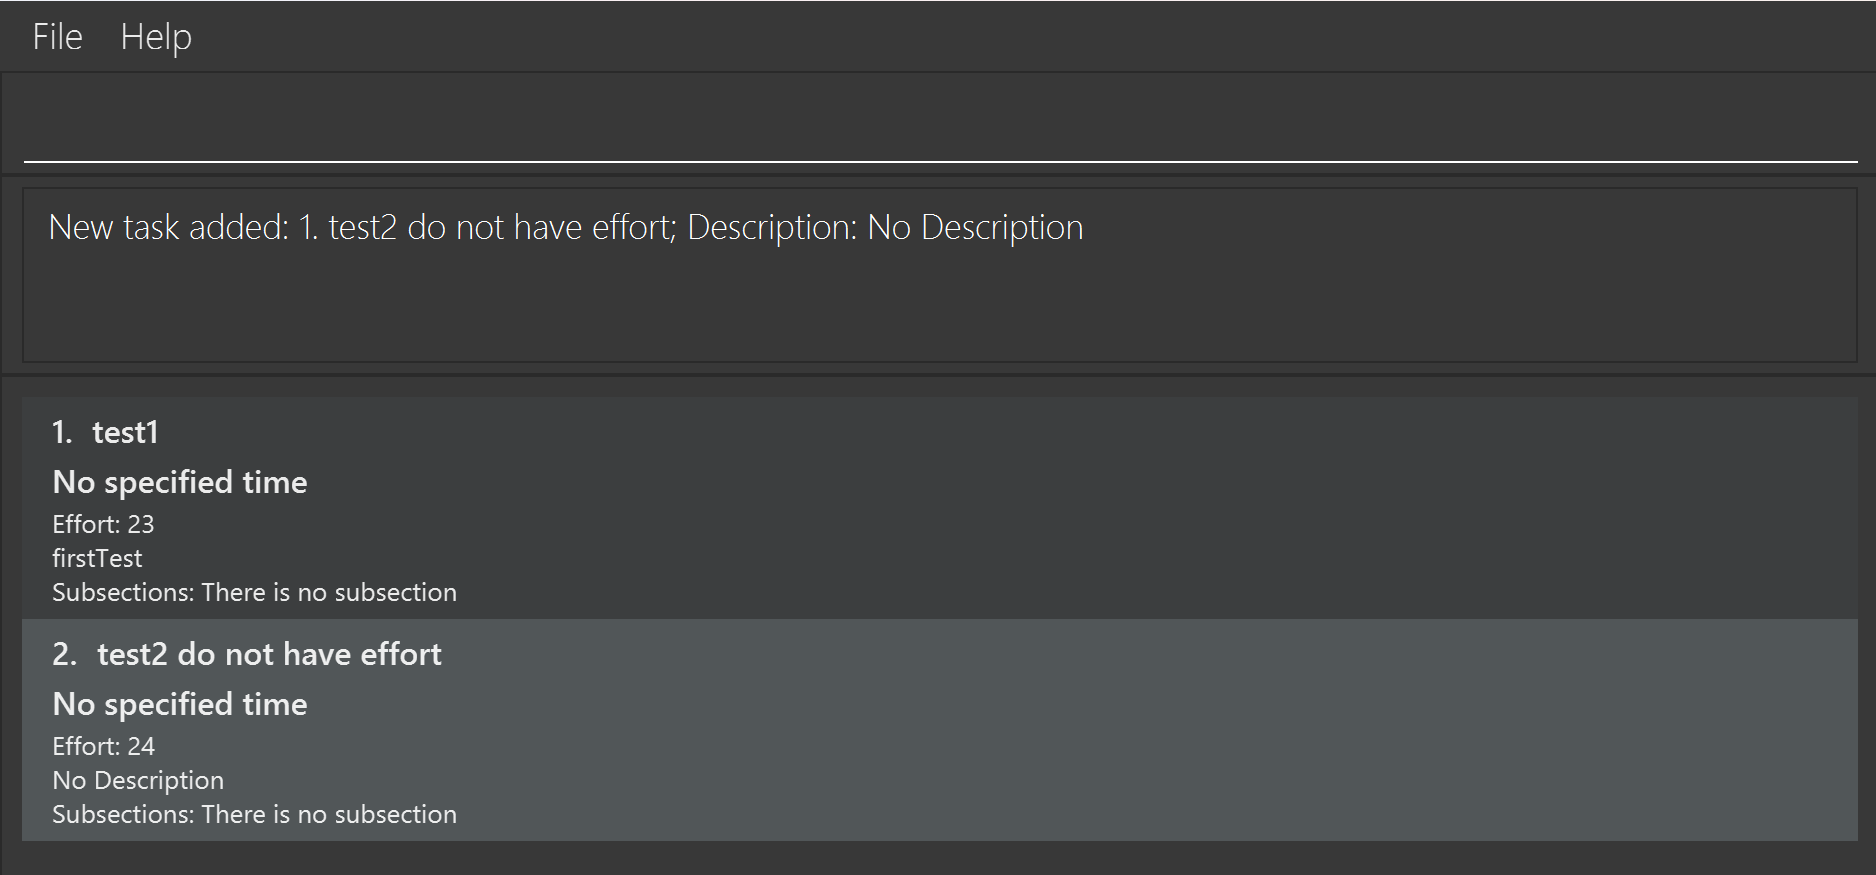 File Help
New task added: 1. test2 do not have effort; Description: No Description
1. test1
No specified time
Effort: 23
firstTest
Subsections: There is no subsection
2. test2 do not have effort
No specified time
Effort: 24
No Description
Subsections: There is no subsection